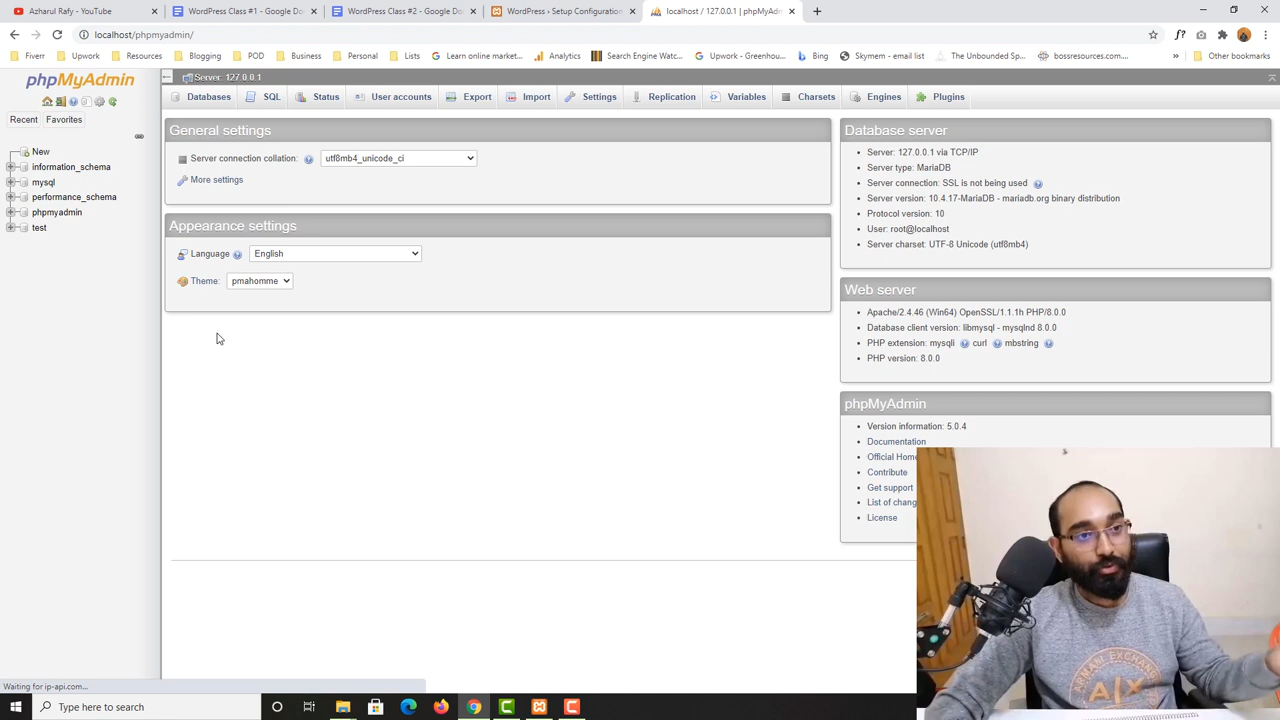 Azharul Rafy - YouTube
WordPress Class #1 - Google Do
WordPress Class #2 - Google Do
WordPress › Setup Configuration
localhost / 127.0.0.1 | phpMyAdm
localhost/phpmyadmin/
Fiverr
Upwork
Resources
Blogging
POD
Business
Personal
Lists
Learn online market...
Analytics
Search Engine Watc...
Upwork - Greenhou...
Bing
Skymem - email list
The Unbounded Sp...
bossresources.com...
Other bookmarks
phpMyAdmin
Recent
Favorites
New
information_schema
mysql
performance_schema
phpmyadmin
test
Server: 127.0.0.1
Databases
SQL
Status
User accounts
Export
Import
Settings
Replication
Variables
Charsets
Engines
Plugins
General settings
Server connection collation:
utf8mb4_unicode_ci
More settings
Appearance settings
Language
English
Theme:
pmahomme
Database server
Server: 127.0.0.1 via TCP/IP
Server type: MariaDB
Server connection: SSL is not being used
Server version: 10.4.17-MariaDB - mariadb.org binary distribution
Protocol version: 10
User: root@localhost
Server charset: UTF-8 Unicode (utf8mb4)
Web server
Apache/2.4.46 (Win64) OpenSSL/1.1.1h PHP/8.0.0
Database client version: libmysql - mysqlnd 8.0.0
PHP extension: mysqli curl mbstring
PHP version: 8.0.0
phpMyAdmin
Version information: 5.0.4
Documentation
Official Home
Contribute
Get support
List of chang
License
ARMAN EXCHANGE
A|X
Waiting for ip-api.com...
Type here to search